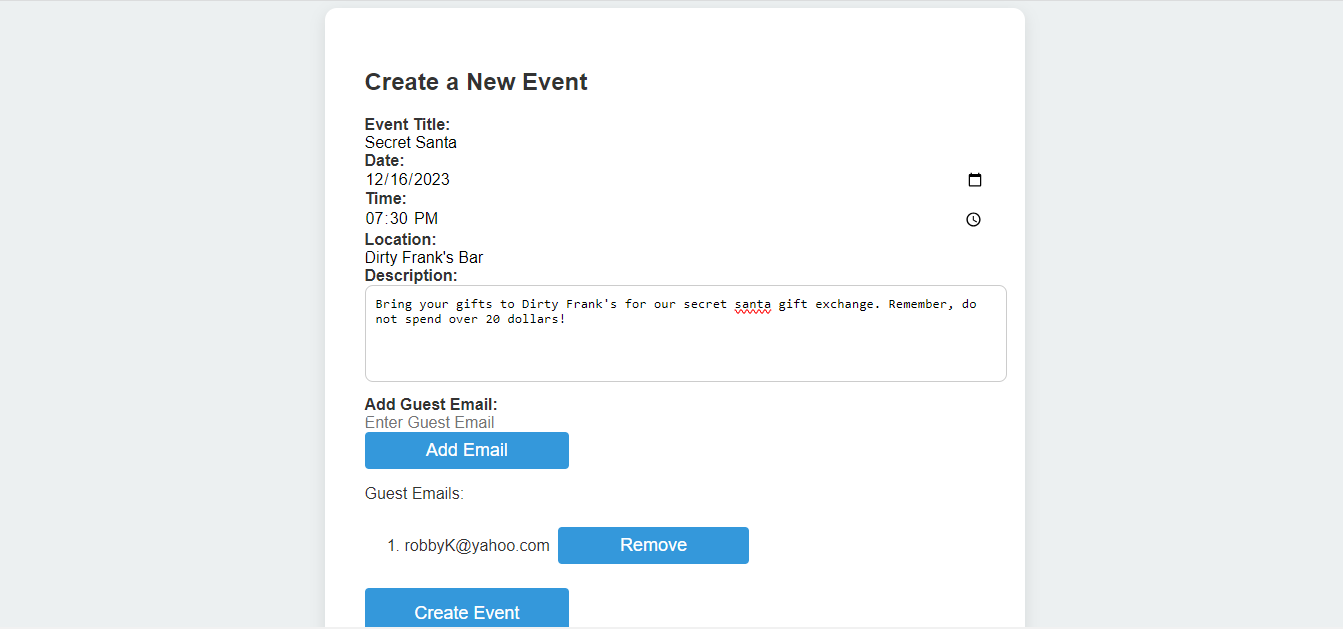 Create a New Event
Event Title:
Secret Santa
Date:
12/16/2023
Time:
07:30 PM
Location:
Dirty Frank's Bar
Description:
Bring your gifts to Dirty Frank's for our secret santa gift exchange. Remember, do
not spend over 20 dollars!
Add Guest Email:
Enter Guest Email
Add Email
Guest Emails:
1. robbyK@yahoo.com Remove
Create Event